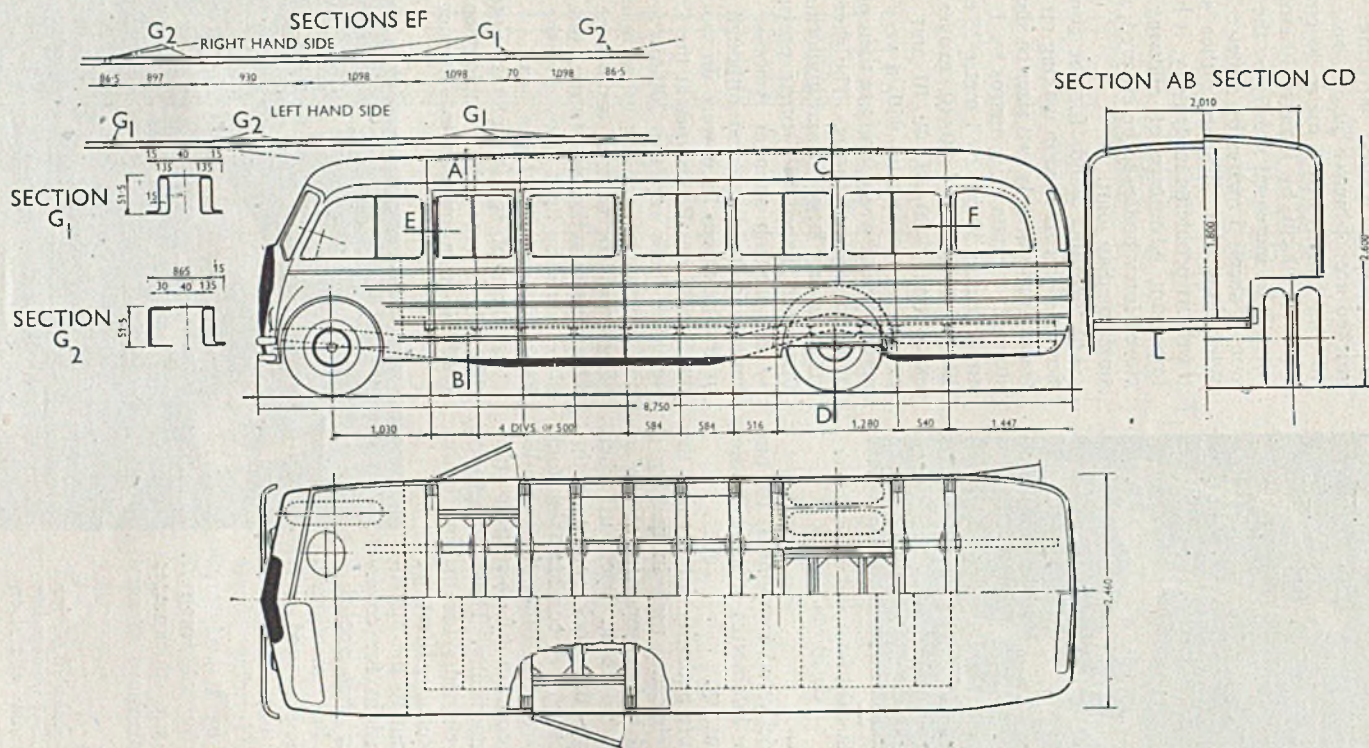 SECTIONS EF
G2 G1 G2
RIGHT HAND SIDE
86·5 897 930 1,098 1,098 70 1,098 86·5
LEFT HAND SIDE
G1 G2 G1
15 40 15
135 135
SECTION
G1
51·5
15
865 15
30 40 135
SECTION
G2
51·5
A C
E F
B D
8,750
1,030 4 DIVS. OF 500 584 584 516 1,280 540 1,447
SECTION AB SECTION CD
2,010
1,800
2,660
2,460